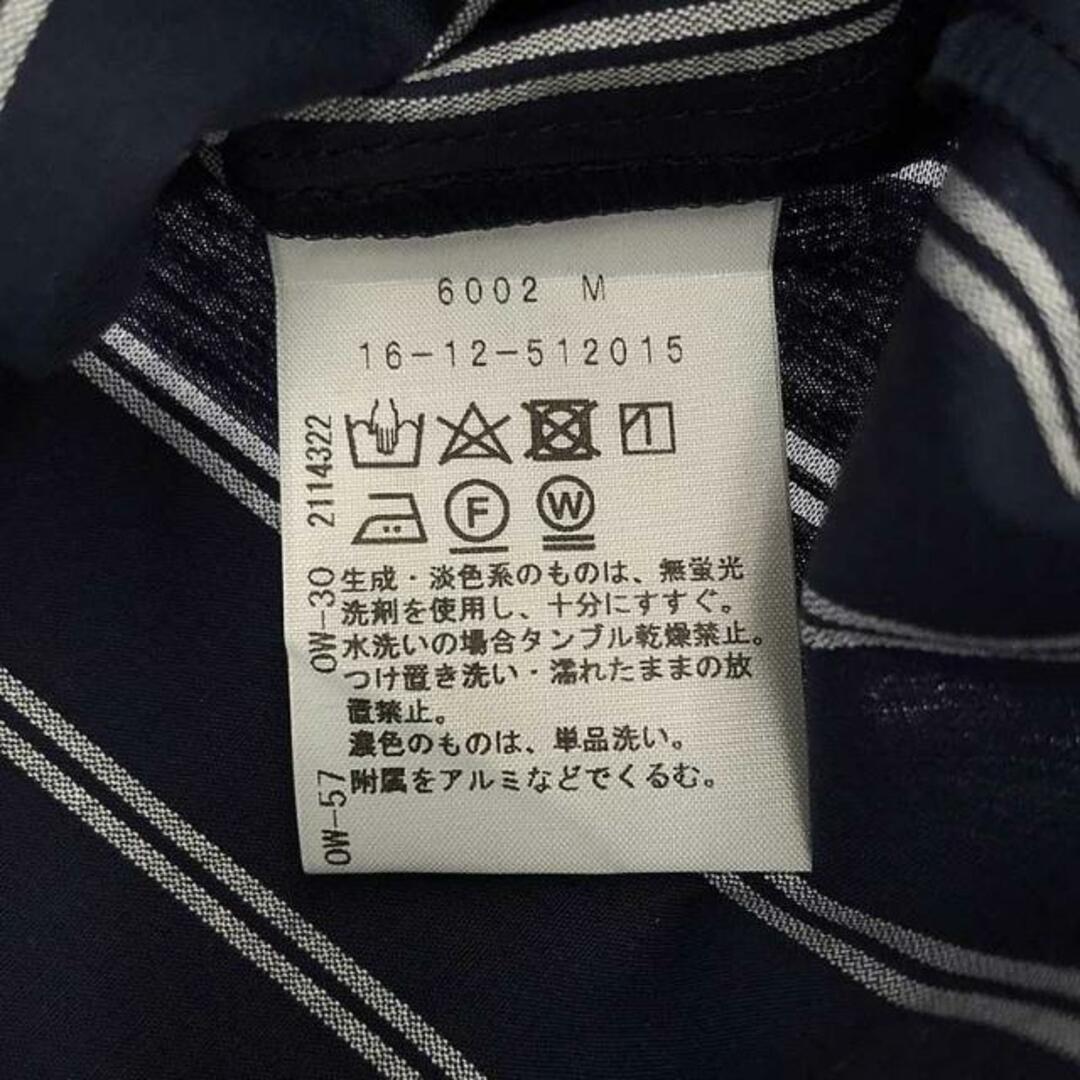 6002 M
16-12-512015
F
W
生成・淡色系のものは、無蛍光
洗剤を使用し、十分にすすぐ。
水洗いの場合タンブル乾燥禁止。
つけ置き洗い・濡れたままの放
置禁止。
濃色のものは、単品洗い。
附属をアルミなどでくるむ。
OW-57 OW-30 2114322